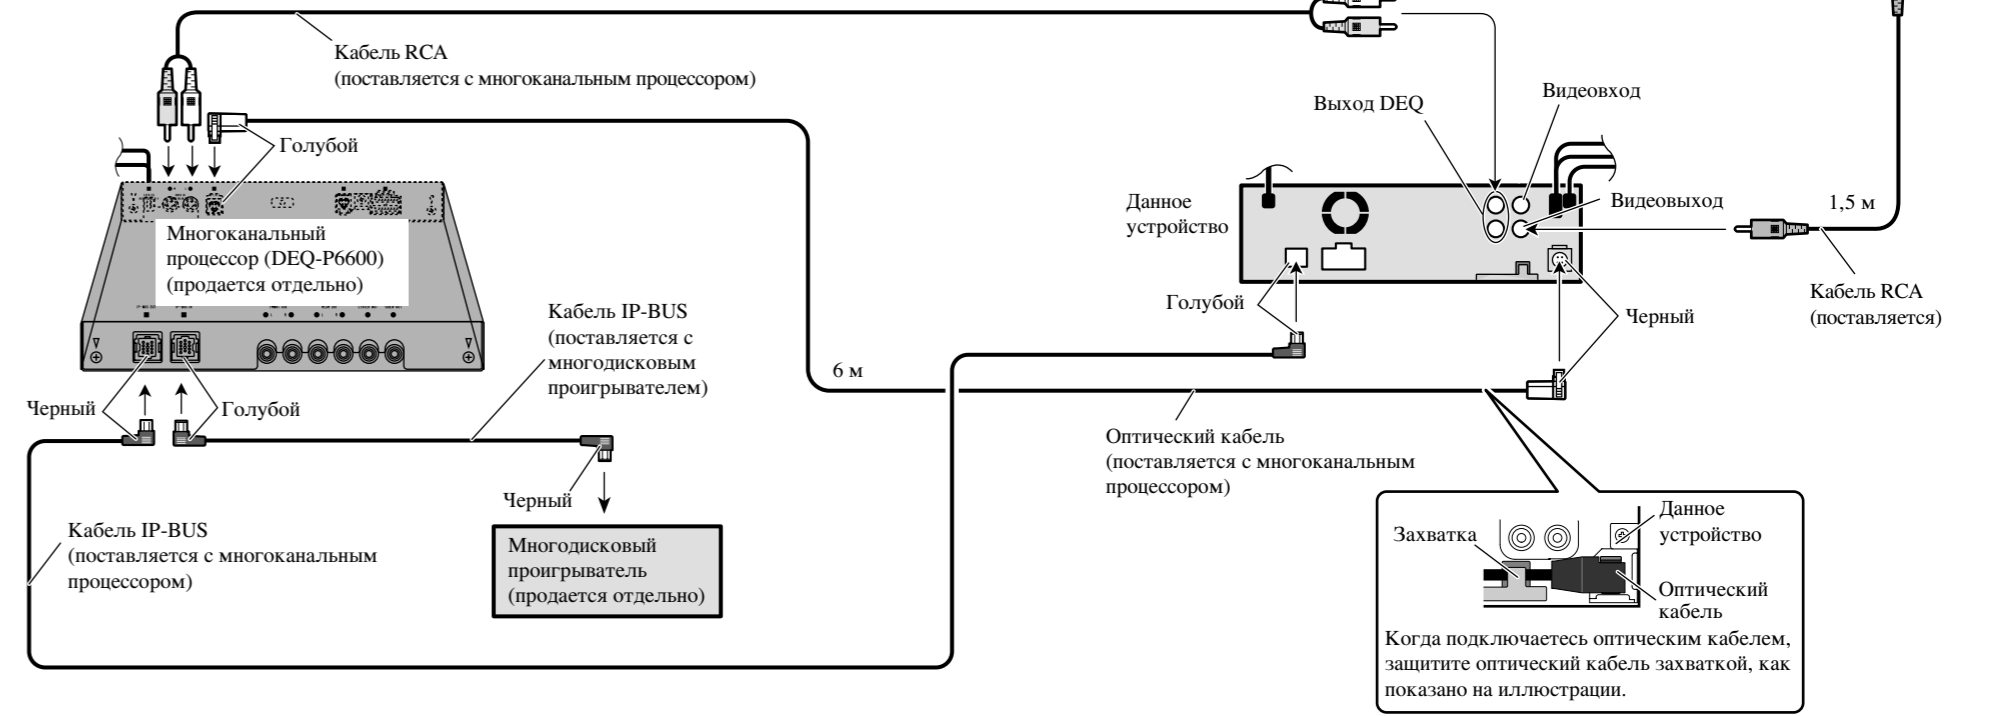 Кабель RCA
(поставляется с многоканальным процессором)
Голубой
Выход DEQ
Видеовход
Данное
устройство
Видеовыход
1,5 м
Многоканальный
процессор (DEQ-P6600)
(продается отдельно)
Кабель RCA
(поставляется)
Голубой
Черный
Кабель IP-BUS
(поставляется с
многодисковым
проигрывателем)
6 м
Черный
Голубой
Оптический кабель
(поставляется с многоканальным
процессором)
Черный
Кабель IP-BUS
(поставляется с многоканальным
процессором)
Многодисковый
проигрыватель
(продается отдельно)
Захватка
Данное
устройство
Оптический
кабель
Когда подключаетесь оптическим кабелем,
защитите оптический кабель захваткой, как
показано на иллюстрации.